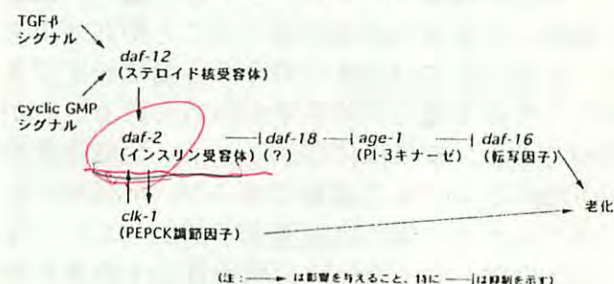 TGF-β
シグナル
daf-12
(ステロイド核受容体)
cyclic GMP
シグナル
daf-2 daf-18 age-1 daf-16
(インスリン受容体) (?) (PI-3キナーゼ) (転写因子)
老化
clk-1
(PEPCK調節因子)
(注: は影響を与えること、特に は抑制を示す)